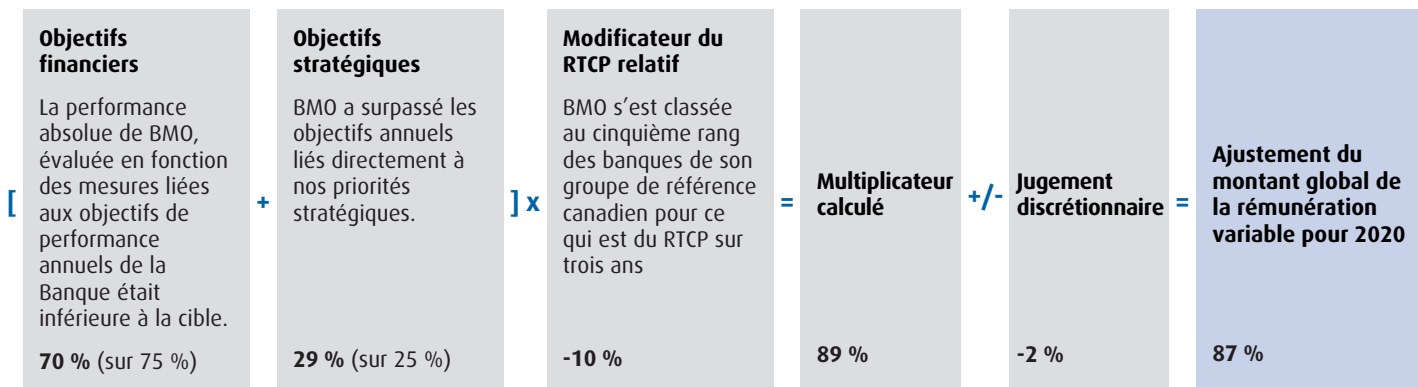 [
Objectifs
financiers
La performance
absolue de BMO,
évaluée en fonction
des mesures liées
aux objectifs de
performance
annuels de la
Banque était
inférieure à la cible.
70 % (sur 75 %)
+
Objectifs
stratégiques
BMO a surpassé les
objectifs annuels
liés directement à
nos priorités
stratégiques.
29 % (sur 25 %)
] x
Modificateur du
RTCP relatif
BMO s’est classée
au cinquième rang
des banques de son
groupe de référence
canadien pour ce
qui est du RTCP sur
trois ans
-10 %
=
Multiplicateur
calculé
89 %
+/-
Jugement
discrétionnaire
-2 %
=
Ajustement du
montant global de
la rémunération
variable pour 2020
87 %